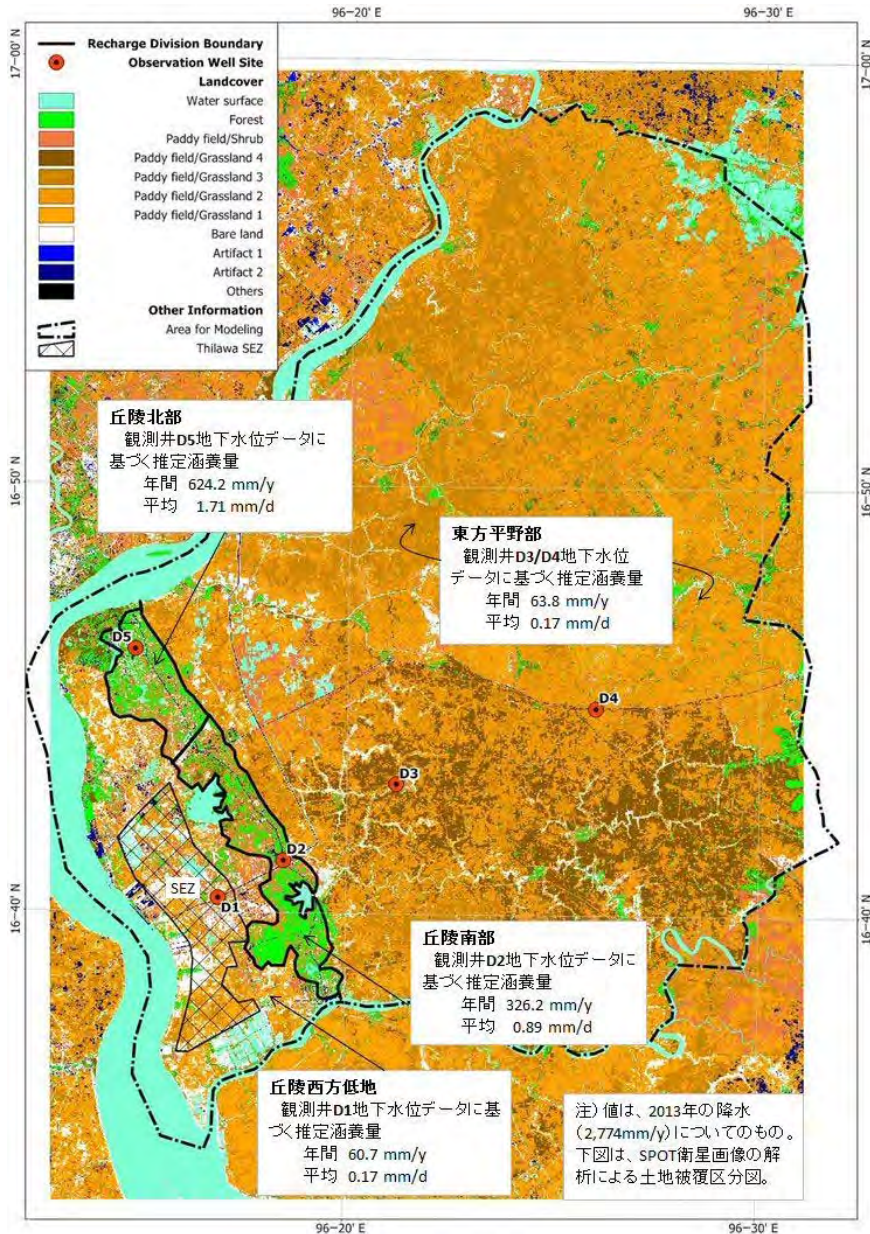 96-20' E
96-30' E
17-00' N
17-00' N
Recharge Division Boundary
Observation Well Site
Landcover
Water surface
Forest
Paddy field/Shrub
Paddy field/Grassland 4
Paddy field/Grassland 3
Paddy field/Grassland 2
Paddy field/Grassland 1
Bare land
Artifact 1
Artifact 2
Others
Other Information
Area for Modeling
Thilawa SEZ
丘陵北部
観測井D5地下水位データに
基づく推定涵養量
年間 624.2 mm/y
平均 1.71 mm/d
16-50' N
16-50' N
東方平野部
観測井D3/D4地下水位
データに基づく推定涵養量
年間 63.8 mm/y
平均 0.17 mm/d
D5
D4
D3
D2
SEZ
D1
16-40' N
16-40' N
丘陵南部
観測井D2地下水位データに
基づく推定涵養量
年間 326.2 mm/y
平均 0.89 mm/d
丘陵西方低地
観測井D1地下水位データに基
づく推定涵養量
年間 60.7 mm/y
平均 0.17 mm/d
注）値は、2013年の降水
（2,774mm/y）についてのもの。
下図は、SPOT衛星画像の解
析による土地被覆区分図。
96-20' E
96-30' E